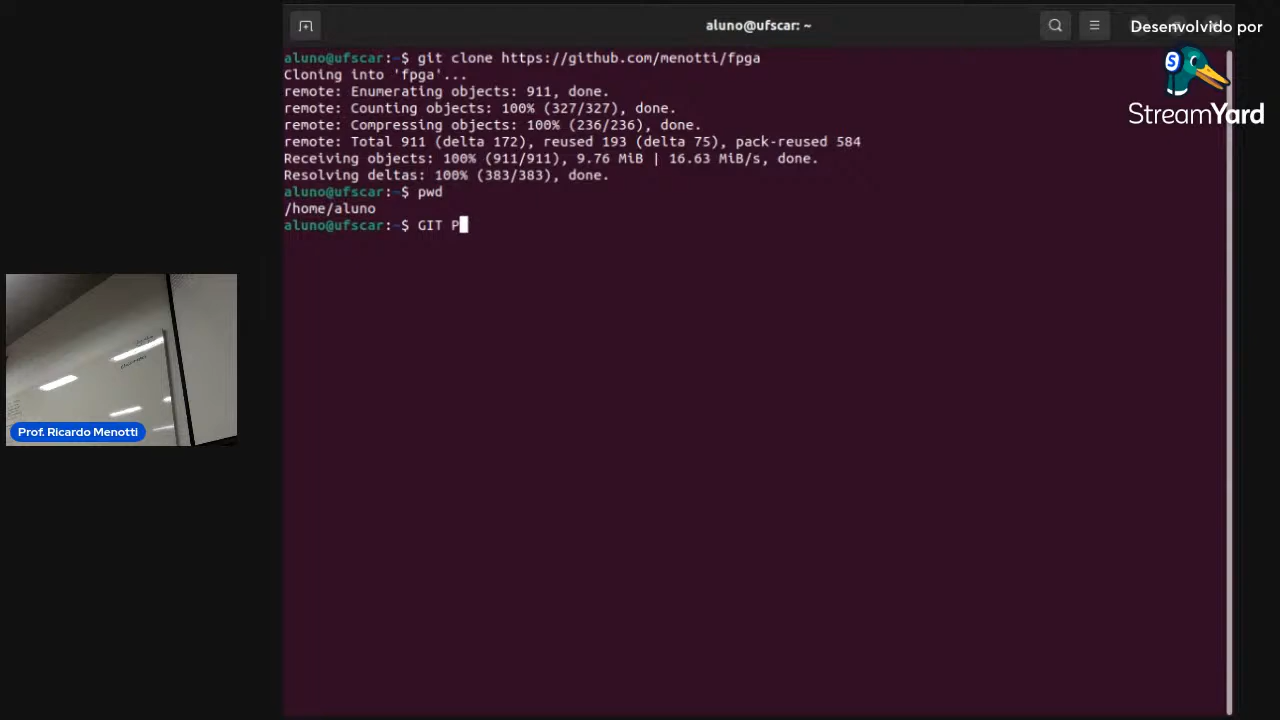 aluno@ufscar: ~
Desenvolvido por
StreamYard
aluno@ufscar:~$ git clone https://github.com/menotti/fpga
Cloning into 'fpga'...
remote: Enumerating objects: 911, done.
remote: Counting objects: 100% (327/327), done.
remote: Compressing objects: 100% (236/236), done.
remote: Total 911 (delta 172), reused 193 (delta 75), pack-reused 584
Receiving objects: 100% (911/911), 9.76 MiB | 16.63 MiB/s, done.
Resolving deltas: 100% (383/383), done.
aluno@ufscar:~$ pwd
/home/aluno
aluno@ufscar:~$ GIT P
Prof. Ricardo Menotti